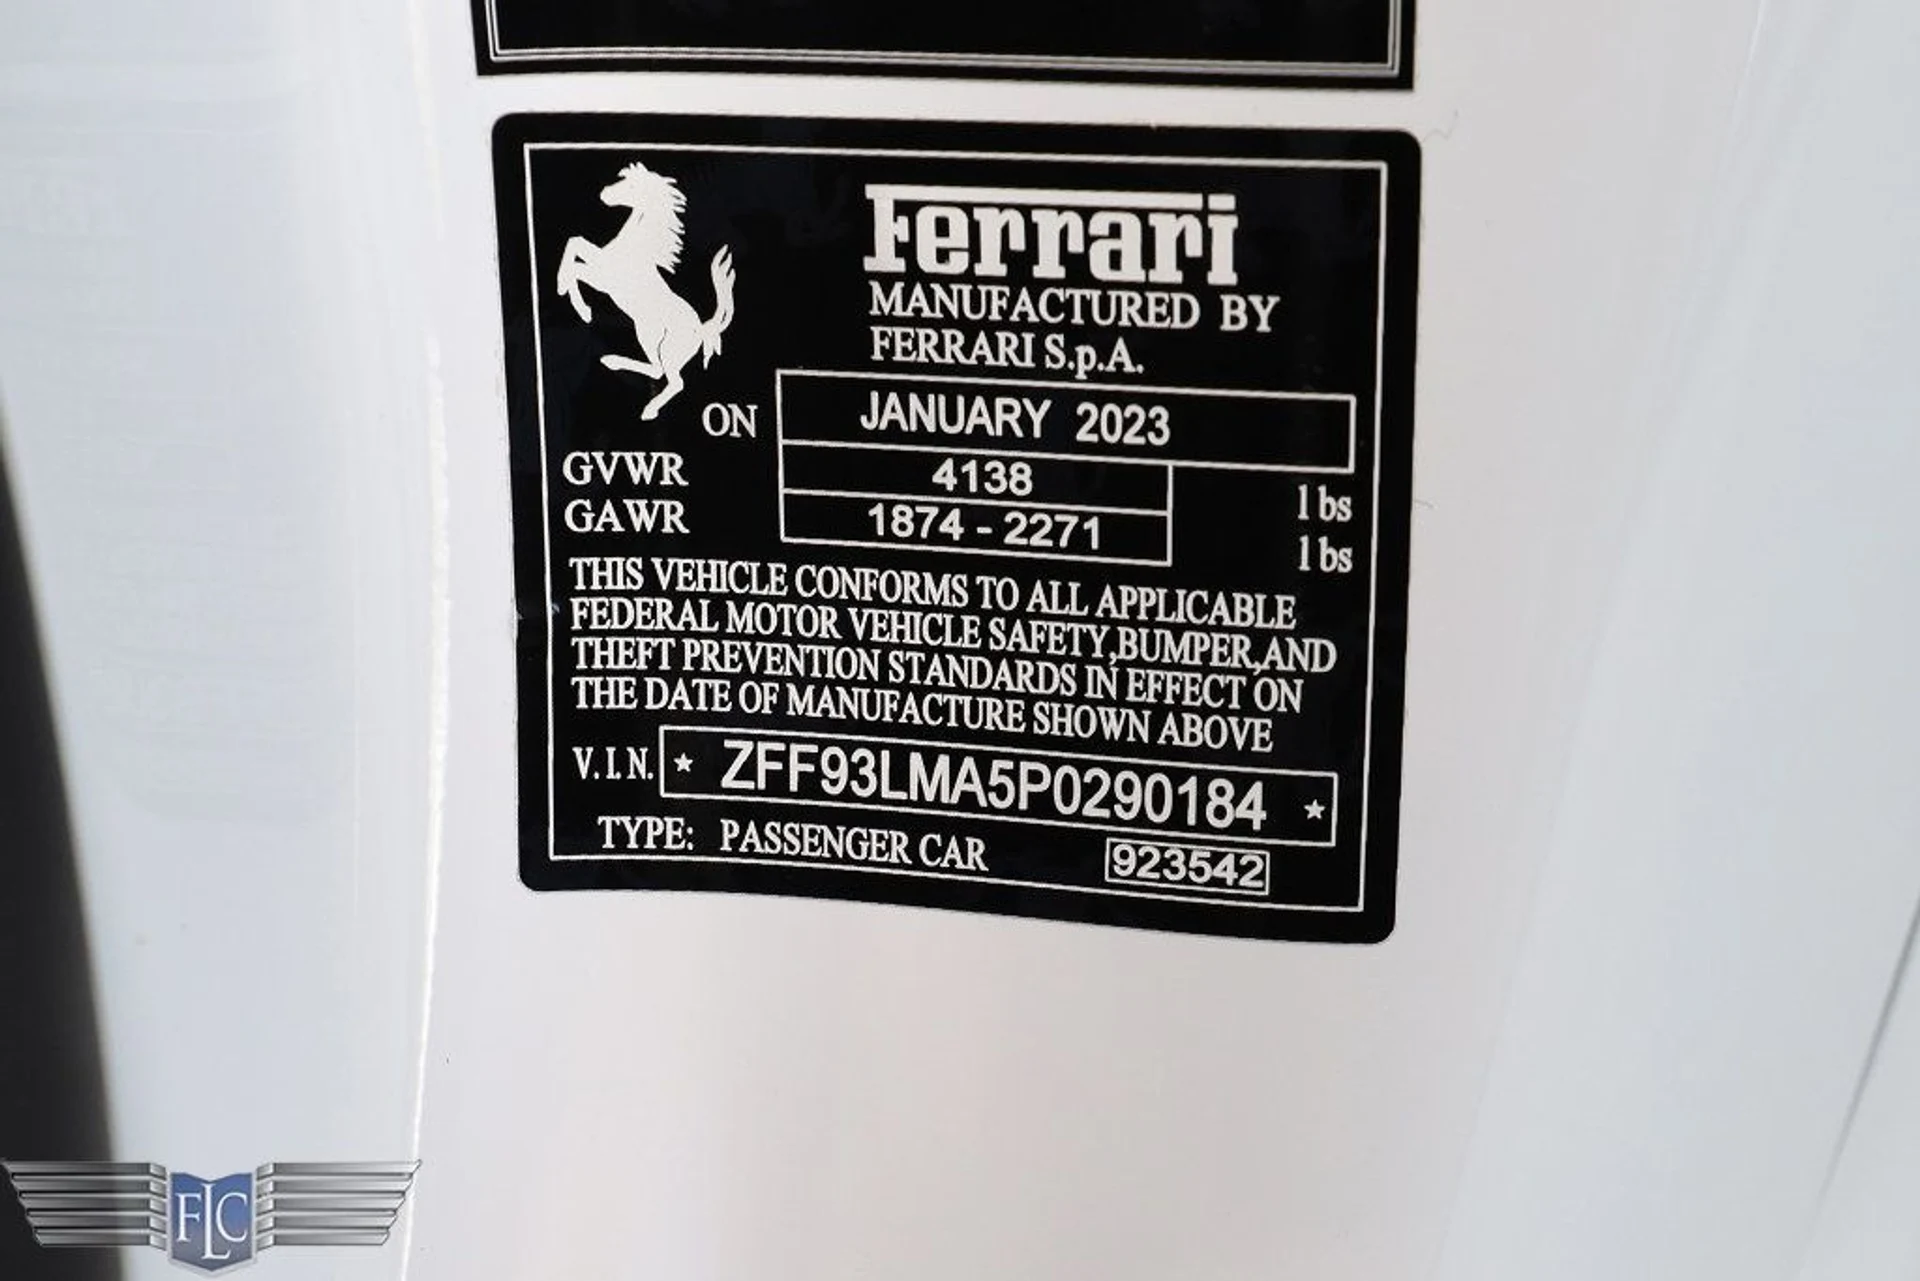 Ferrari
MANUFACTURED BY
FERRARI S.p.A.
ON JANUARY 2023
GVWR 4138 lbs
GAWR 1874 - 2271 lbs
THIS VEHICLE CONFORMS TO ALL APPLICABLE
FEDERAL MOTOR VEHICLE SAFETY,BUMPER,AND
THEFT PREVENTION STANDARDS IN EFFECT ON
THE DATE OF MANUFACTURE SHOWN ABOVE
V.I.N. ★ ZFF93LMA5P0290184 ★
TYPE: PASSENGER CAR 923542
FLC